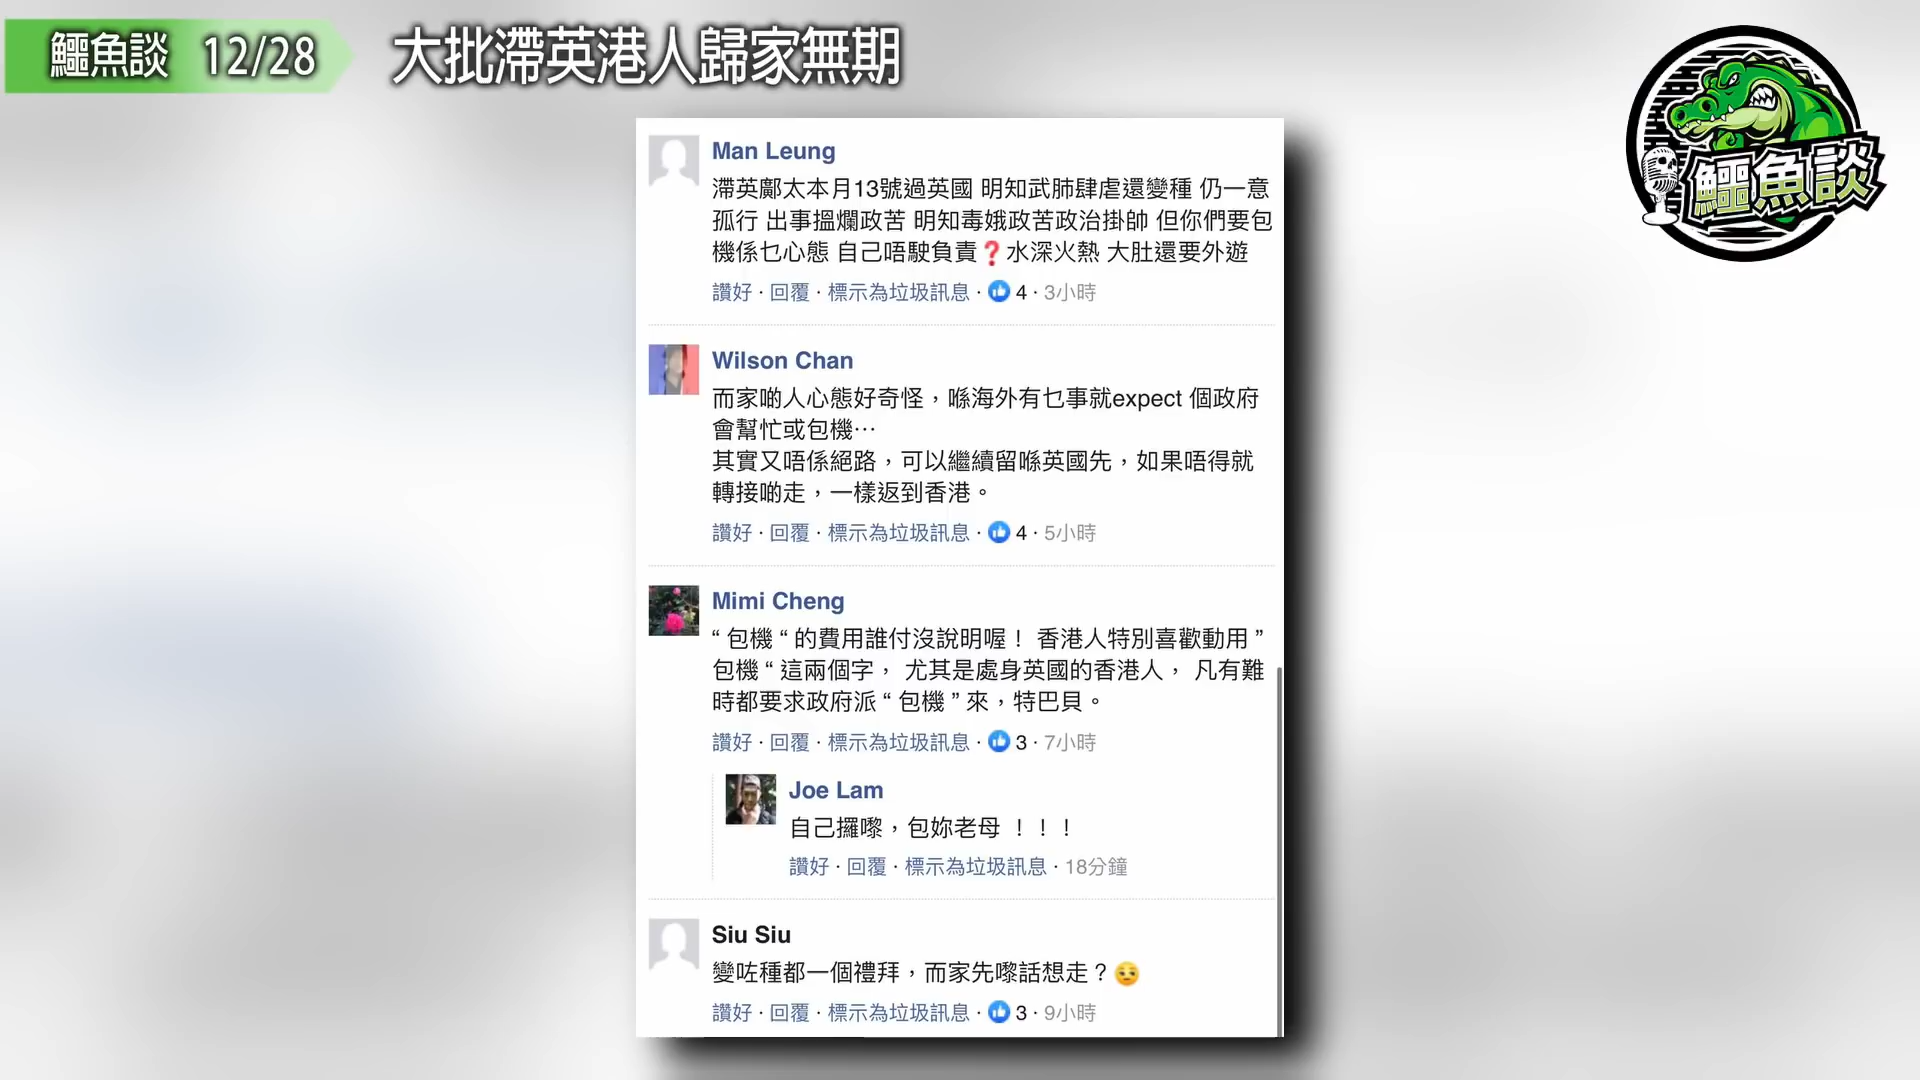 鱷魚談 12/28 大批滯英港人歸家無期
鱷魚談
Man Leung
滯英鄺太本月13號過英國 明知武肺肆虐還變種 仍一意
孤行 出事搵爛政苦 明知毒娥政苦政治掛帥 但你們要包
機係乜心態 自己唔駛負責❓水深火熱 大肚還要外遊
讚好 · 回覆 · 標示為垃圾訊息 · 4 · 3小時
Wilson Chan
而家啲人心態好奇怪，喺海外有乜事就expect 個政府
會幫忙或包機⋯
其實又唔係絕路，可以繼續留喺英國先，如果唔得就
轉接啲走，一樣返到香港。
讚好 · 回覆 · 標示為垃圾訊息 · 4 · 5小時
Mimi Cheng
“ 包機 “ 的費用誰付沒說明喔！ 香港人特別喜歡動用 ”
包機 “ 這兩個字， 尤其是處身英國的香港人， 凡有難
時都要求政府派 “ 包機 ” 來，特巴貝。
讚好 · 回覆 · 標示為垃圾訊息 · 3 · 7小時
Joe Lam
自己攞嚟，包妳老母 ！！！
讚好 · 回覆 · 標示為垃圾訊息 · 18分鐘
Siu Siu
變咗種都一個禮拜，而家先嚟話想走？😒
讚好 · 回覆 · 標示為垃圾訊息 · 3 · 9小時